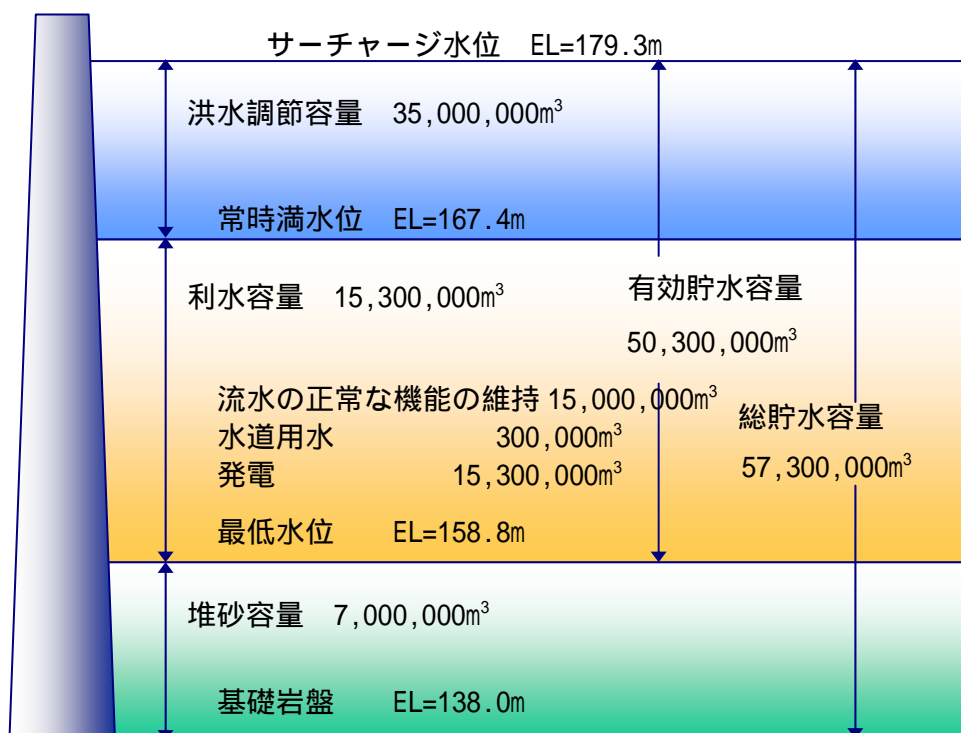 サーチャージ水位 EL=179.3m
洪水調節容量 35,000,000m³
常時満水位 EL=167.4m
利水容量 15,300,000m³
有効貯水容量
50,300,000m³
流水の正常な機能の維持 15,000,000m³
水道用水 300,000m³
発電 15,300,000m³
総貯水容量
57,300,000m³
最低水位 EL=158.8m
堆砂容量 7,000,000m³
基礎岩盤 EL=138.0m